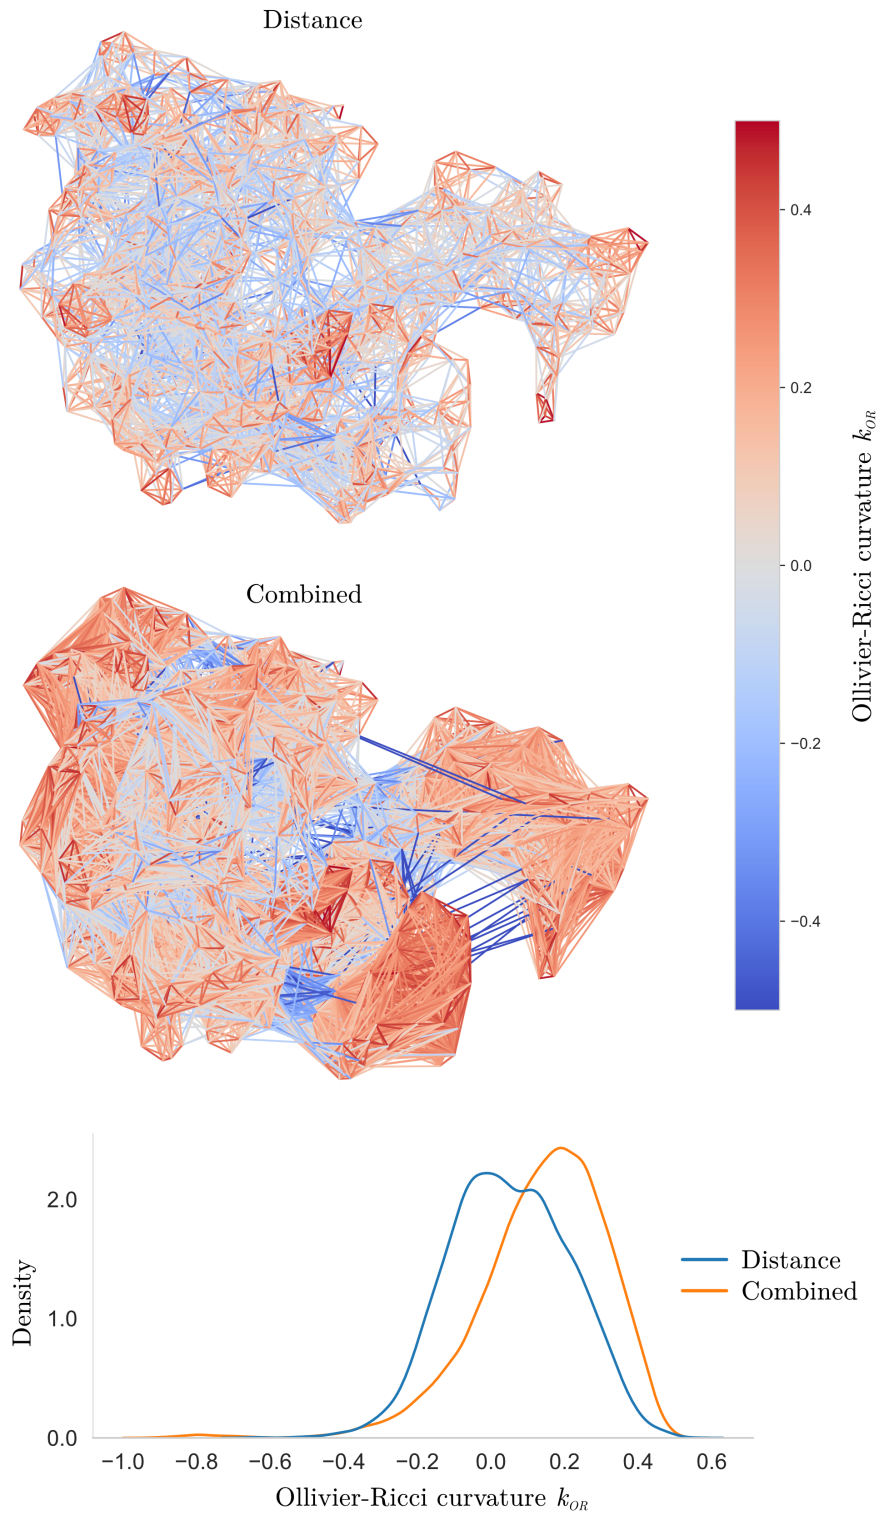 Distance
0.4
0.2
0.0
−0.2
−0.4
Ollivier-Ricci curvature k_OR
Combined
2.0
1.0
0.0
Density
Distance
Combined
−1.0 −0.8 −0.6 −0.4 −0.2 0.0 0.2 0.4 0.6
Ollivier-Ricci curvature k_OR